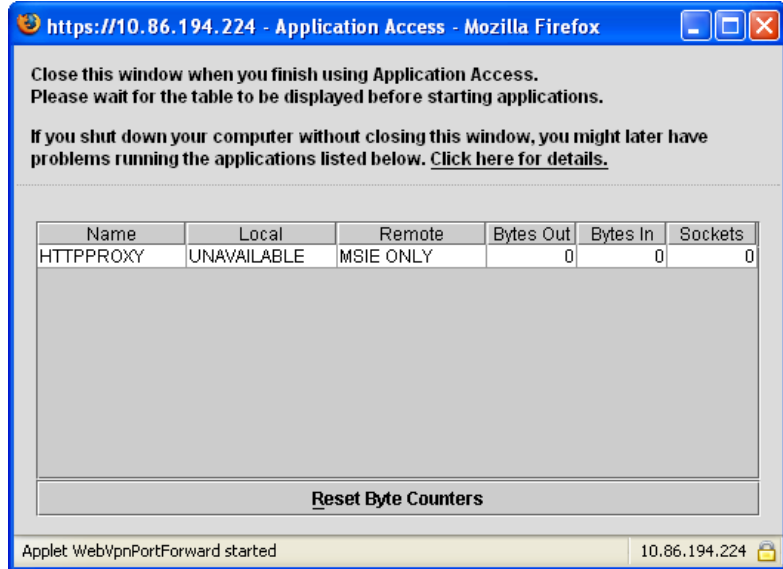 https://10.86.194.224 - Application Access - Mozilla Firefox
Close this window when you finish using Application Access.
Please wait for the table to be displayed before starting applications.
If you shut down your computer without closing this window, you might later have
problems running the applications listed below. Click here for details.
Name Local Remote Bytes Out Bytes In Sockets
HTTPPROXY UNAVAILABLE MSIE ONLY 0 0 0
Reset Byte Counters
Applet WebVpnPortForward started 10.86.194.224